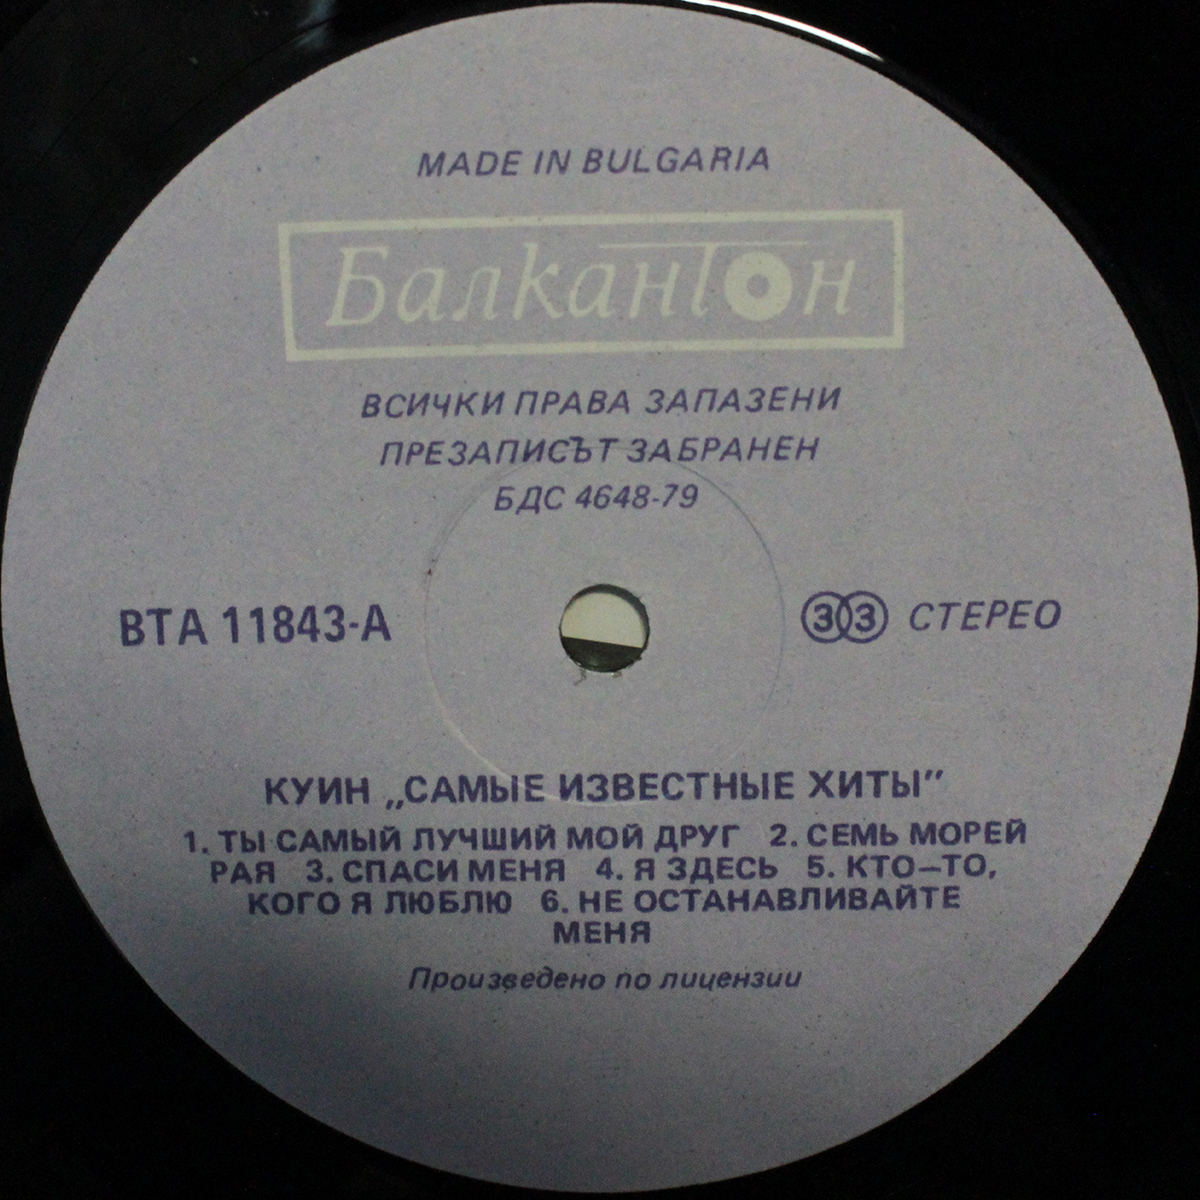 MADE IN BULGARIA
Балкантон
ВСИЧКИ ПРАВА ЗАПАЗЕНИ
ПРЕЗАПИСЪТ ЗАБРАНЕН
БДС 4648-79
ВТА 11843-А
33 СТЕРЕО
КУИН „САМЫЕ ИЗВЕСТНЫЕ ХИТЫ”
1. ТЫ САМЫЙ ЛУЧШИЙ МОЙ ДРУГ 2. СЕМЬ МОРЕЙ
РАЯ 3. СПАСИ МЕНЯ 4. Я ЗДЕСЬ 5. КТО–ТО,
КОГО Я ЛЮБЛЮ 6. НЕ ОСТАНАВЛИВАЙТЕ
МЕНЯ
Произведено по лицензии